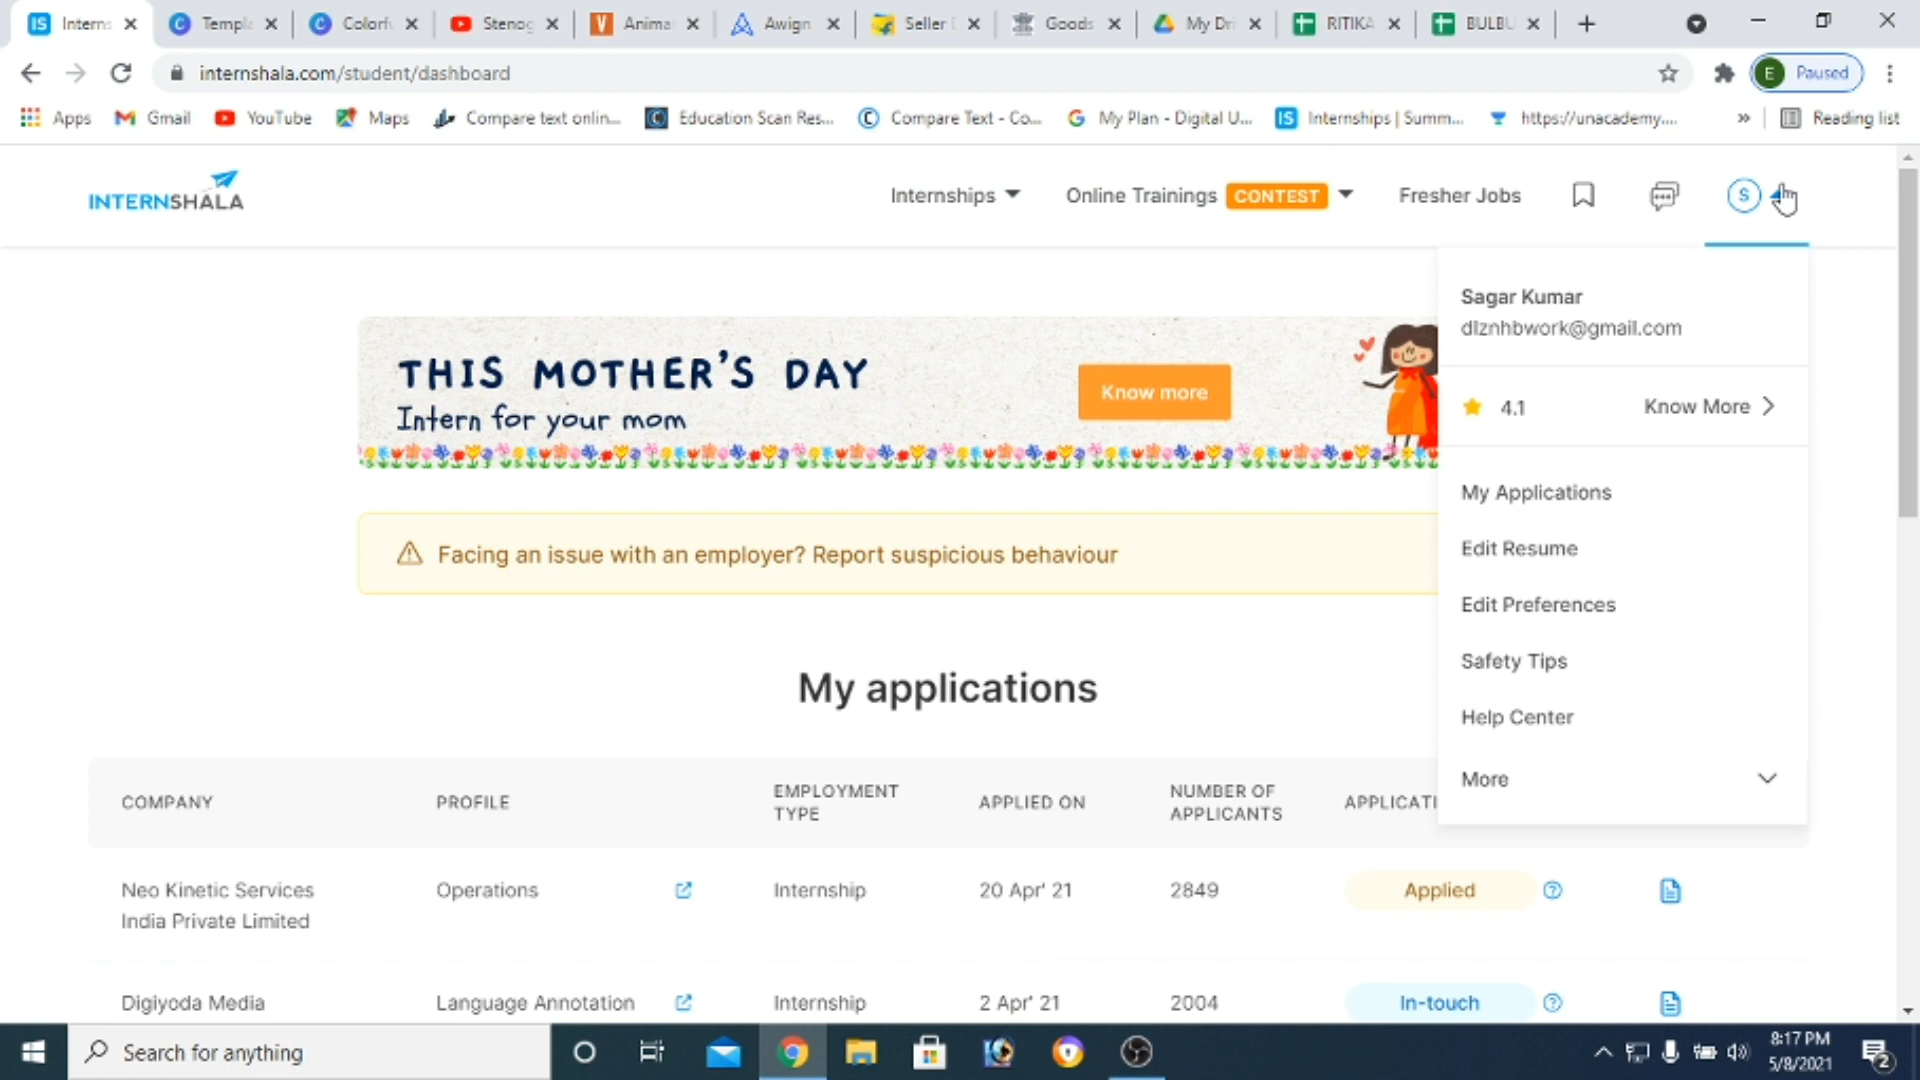 Interns
Templa
Colorfu
Stenog
Anima
Awign
Seller
Goods
My Dri
RITIKA
BULBU
internshala.com/student/dashboard
E Paused
Apps
Gmail
YouTube
Maps
Compare text onlin...
Education Scan Res...
Compare Text - Co...
My Plan - Digital U...
Internships | Summ...
https://unacademy....
»
Reading list
INTERNSHALA
Internships
Online Trainings CONTEST
Fresher Jobs
S
Sagar Kumar
dlznhbwork@gmail.com
4.1 Know More
THIS MOTHER'S DAY
Intern for your mom
Know more
My Applications
Edit Resume
Edit Preferences
Safety Tips
Help Center
More
Facing an issue with an employer? Report suspicious behaviour
My applications
COMPANY
PROFILE
EMPLOYMENT
TYPE
APPLIED ON
NUMBER OF
APPLICANTS
APPLICATI
Neo Kinetic Services
India Private Limited
Operations
Internship
20 Apr' 21
2849
Applied
Digiyoda Media
Language Annotation
Internship
2 Apr' 21
2004
In-touch
Search for anything
8:17 PM
5/8/2021
2